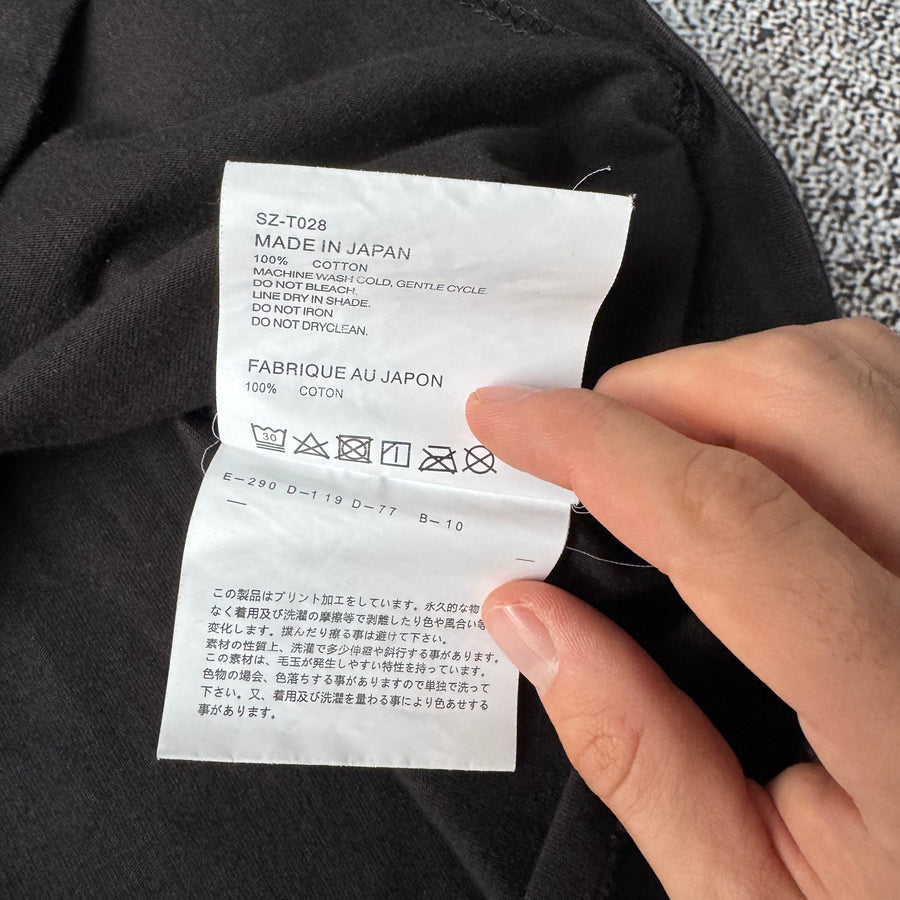 SZ-T028
MADE IN JAPAN
100% COTTON
MACHINE WASH COLD, GENTLE CYCLE.
DO NOT BLEACH.
LINE DRY IN SHADE.
DO NOT IRON
DO NOT DRYCLEAN.
FABRIQUE AU JAPON
100% COTON
30
E-290 D-119 D-77 B-10
この製品はプリント加工をしています。永久的な物
なく着用及び洗濯の摩擦等で剥離したり色や風合い等
変化します。揉んだり擦る事は避けて下さい。
素材の性質上、洗濯で多少伸縮や斜行する事があります。
この素材は、毛玉が発生しやすい特性を持っています。
色物の場会、色落ちする事がありますので単独で洗って
下さい。又、着用及び洗濯を量わる事により色あせする
事があります。